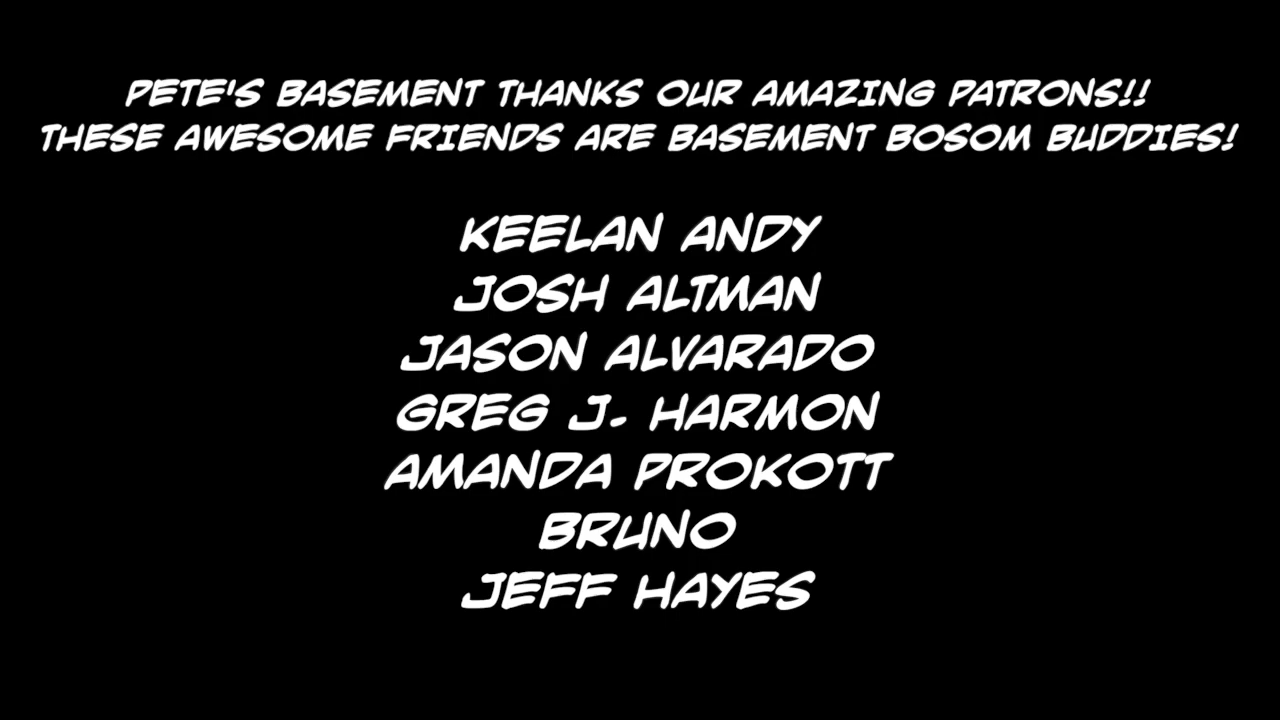 PETE'S BASEMENT THANKS OUR AMAZING PATRONS!!
THESE AWESOME FRIENDS ARE BASEMENT BOSOM BUDDIES!
KEELAN ANDY
JOSH ALTMAN
JASON ALVARADO
GREG J. HARMON
AMANDA PROKOTT
BRUNO
JEFF HAYES